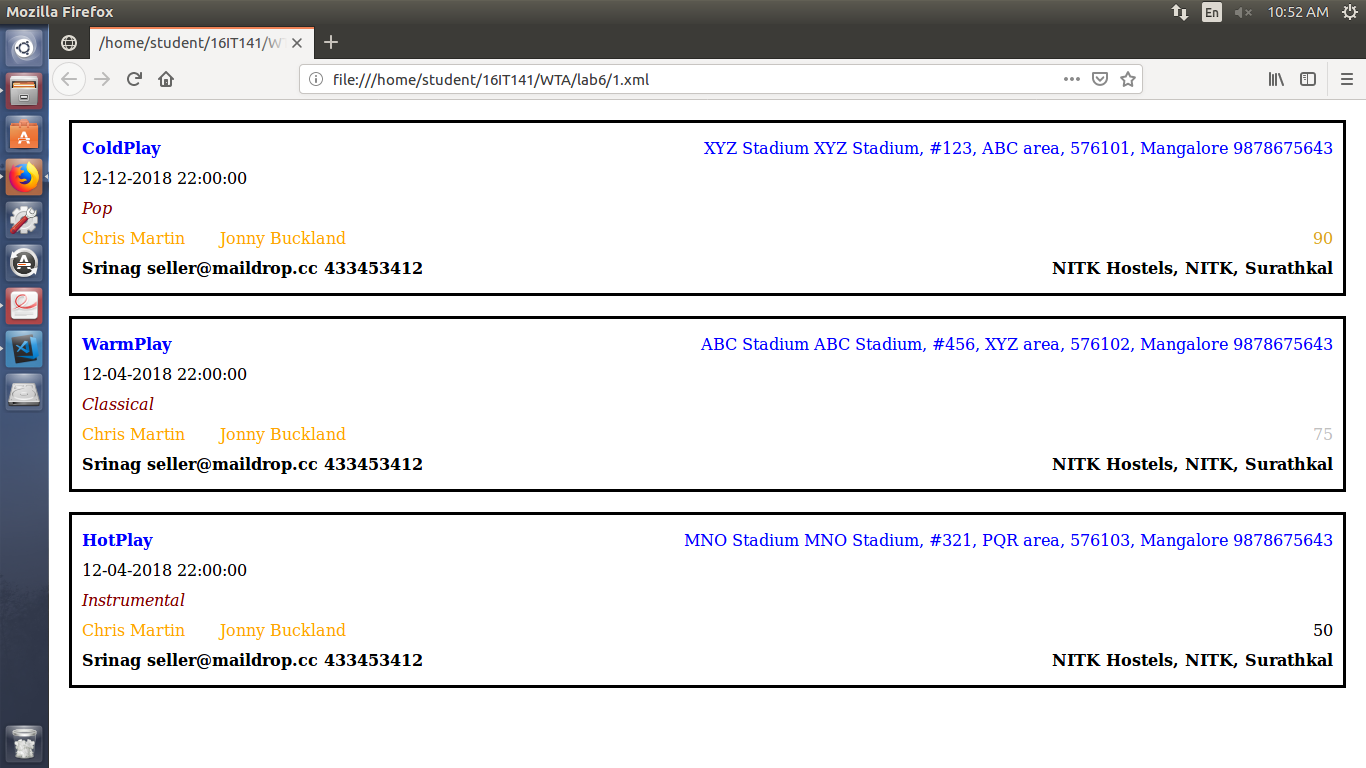 Mozilla Firefox En 10:52 AM
/home/student/16IT141/W
file:///home/student/16IT141/WTA/lab6/1.xml
ColdPlay XYZ Stadium XYZ Stadium, #123, ABC area, 576101, Mangalore 9878675643
12-12-2018 22:00:00
Pop
Chris Martin Jonny Buckland 90
Srinag seller@maildrop.cc 433453412 NITK Hostels, NITK, Surathkal
WarmPlay ABC Stadium ABC Stadium, #456, XYZ area, 576102, Mangalore 9878675643
12-04-2018 22:00:00
Classical
Chris Martin Jonny Buckland 75
Srinag seller@maildrop.cc 433453412 NITK Hostels, NITK, Surathkal
HotPlay MNO Stadium MNO Stadium, #321, PQR area, 576103, Mangalore 9878675643
12-04-2018 22:00:00
Instrumental
Chris Martin Jonny Buckland 50
Srinag seller@maildrop.cc 433453412 NITK Hostels, NITK, Surathkal